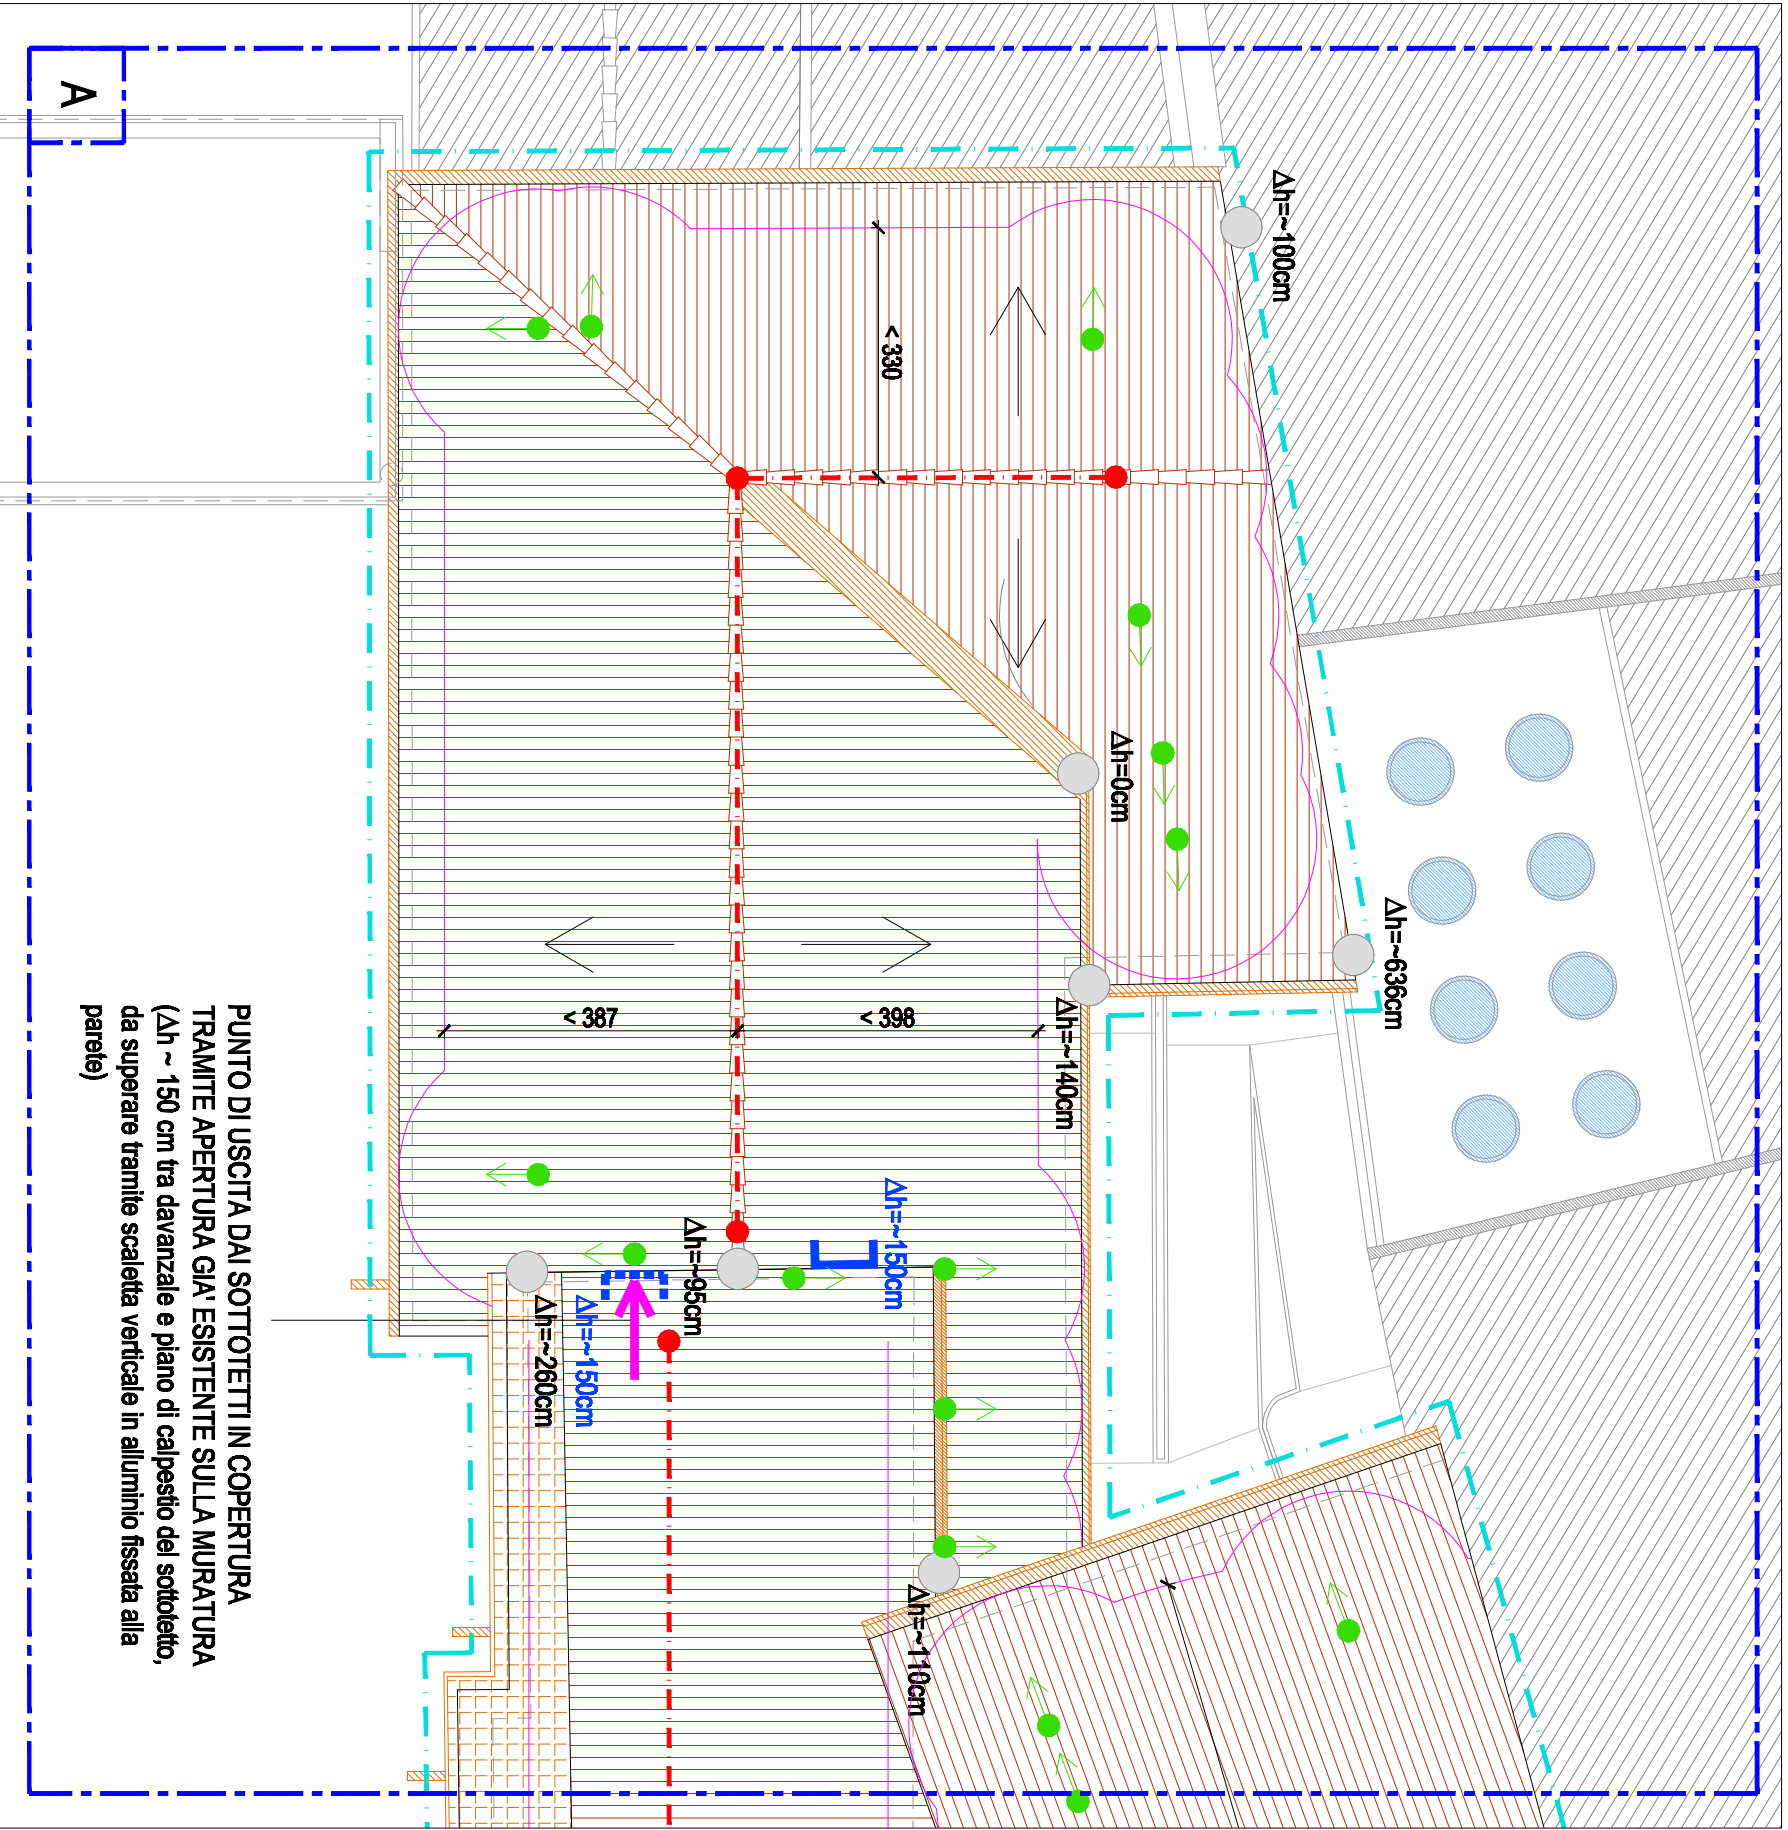 A
Δh=~100cm
< 330
Δh=0cm
Δh=~636cm
< 387
< 398
Δh=~140cm
Δh=~150cm
Δh=~95cm
Δh=~150cm
Δh=~260cm
Δh=~110cm
PUNTO DI USCITA DAI SOTTOTETTI IN COPERTURA
TRAMITE APERTURA GIA' ESISTENTE SULLA MURATURA
(Δh ~ 150 cm tra davanzale e piano di calpestio del sottotetto,
da superare tramite scaletta verticale in alluminio fissata alla
parete)